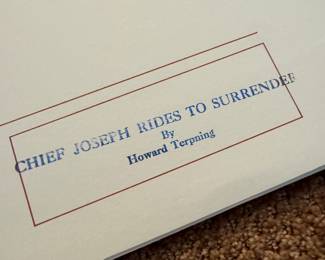 CHIEF JOSEPH RIDES TO SURRENDER
By
Howard Terpning